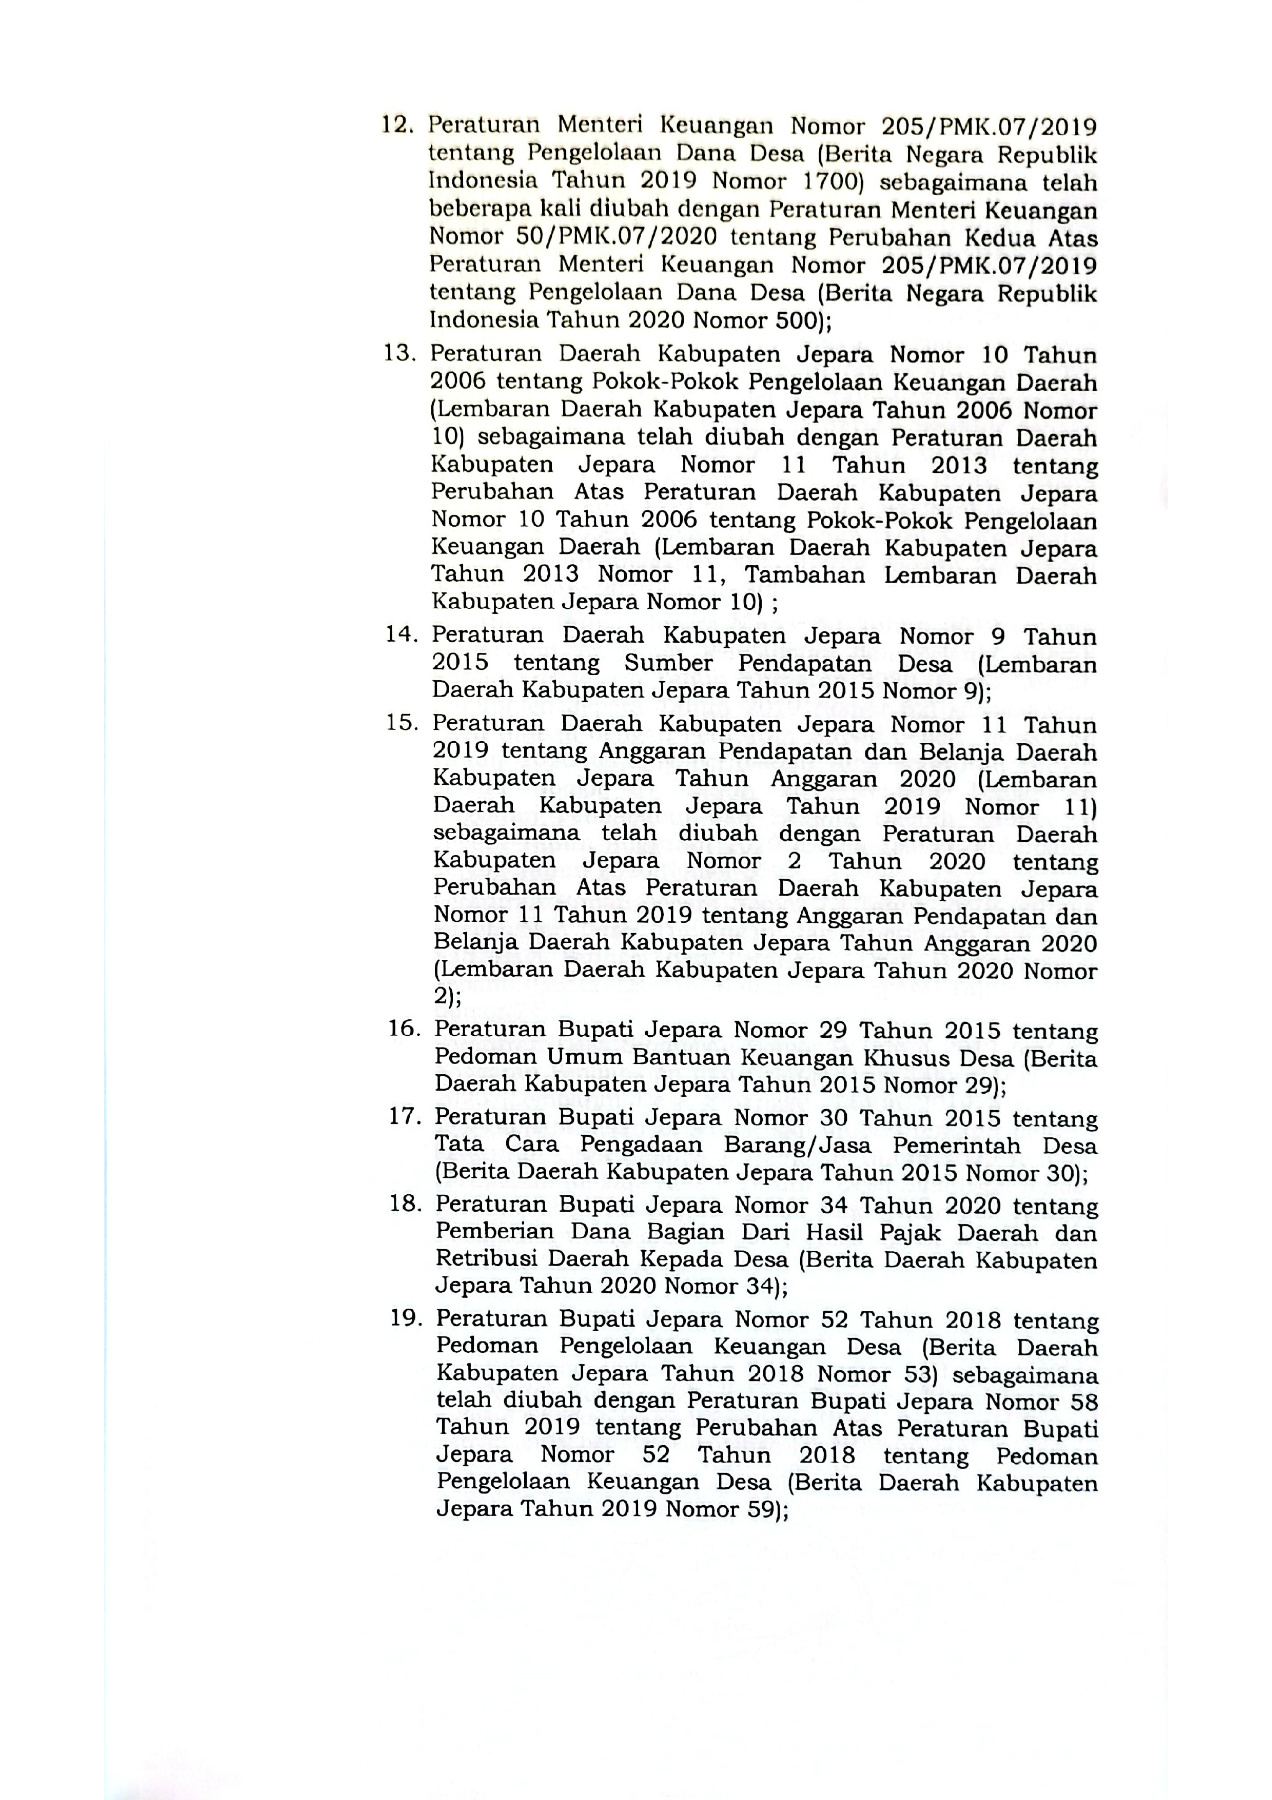 12. Peraturan Menteri Keuangan Nomor 205/PMK.07/2019
tentang Pengelolaan Dana Desa (Berita Negara Republik
Indonesia Tahun 2019 Nomor 1700) sebagaimana telah
beberapa kali diubah dengan Peraturan Menteri Keuangan
Nomor 50/PMK.07/2020 tentang Perubahan Kedua Atas
Peraturan Menteri Keuangan Nomor 205/PMK.07/2019
tentang Pengelolaan Dana Desa (Berita Negara Republik
Indonesia Tahun 2020 Nomor 500);
13. Peraturan Daerah Kabupaten Jepara Nomor 10 Tahun
2006 tentang Pokok-Pokok Pengelolaan Keuangan Daerah
(Lembaran Daerah Kabupaten Jepara Tahun 2006 Nomor
10) sebagaimana telah diubah dengan Peraturan Daerah
Kabupaten Jepara Nomor 11 Tahun 2013 tentang
Perubahan Atas Peraturan Daerah Kabupaten Jepara
Nomor 10 Tahun 2006 tentang Pokok-Pokok Pengelolaan
Keuangan Daerah (Lembaran Daerah Kabupaten Jepara
Tahun 2013 Nomor 11, Tambahan Lembaran Daerah
Kabupaten Jepara Nomor 10) ;
14. Peraturan Daerah Kabupaten Jepara Nomor 9 Tahun
2015 tentang Sumber Pendapatan Desa (Lembaran
Daerah Kabupaten Jepara Tahun 2015 Nomor 9);
15. Peraturan Daerah Kabupaten Jepara Nomor 11 Tahun
2019 tentang Anggaran Pendapatan dan Belanja Daerah
Kabupaten Jepara Tahun Anggaran 2020 (Lembaran
Daerah Kabupaten Jepara Tahun 2019 Nomor 11)
sebagaimana telah diubah dengan Peraturan Daerah
Kabupaten Jepara Nomor 2 Tahun 2020 tentang
Perubahan Atas Peraturan Daerah Kabupaten Jepara
Nomor 11 Tahun 2019 tentang Anggaran Pendapatan dan
Belanja Daerah Kabupaten Jepara Tahun Anggaran 2020
(Lembaran Daerah Kabupaten Jepara Tahun 2020 Nomor
2);
16. Peraturan Bupati Jepara Nomor 29 Tahun 2015 tentang
Pedoman Umum Bantuan Keuangan Khusus Desa (Berita
Daerah Kabupaten Jepara Tahun 2015 Nomor 29);
17. Peraturan Bupati Jepara Nomor 30 Tahun 2015 tentang
Tata Cara Pengadaan Barang/Jasa Pemerintah Desa
(Berita Daerah Kabupaten Jepara Tahun 2015 Nomor 30);
18. Peraturan Bupati Jepara Nomor 34 Tahun 2020 tentang
Pemberian Dana Bagian Dari Hasil Pajak Daerah dan
Retribusi Daerah Kepada Desa (Berita Daerah Kabupaten
Jepara Tahun 2020 Nomor 34);
19. Peraturan Bupati Jepara Nomor 52 Tahun 2018 tentang
Pedoman Pengelolaan Keuangan Desa (Berita Daerah
Kabupaten Jepara Tahun 2018 Nomor 53) sebagaimana
telah diubah dengan Peraturan Bupati Jepara Nomor 58
Tahun 2019 tentang Perubahan Atas Peraturan Bupati
Jepara Nomor 52 Tahun 2018 tentang Pedoman
Pengelolaan Keuangan Desa (Berita Daerah Kabupaten
Jepara Tahun 2019 Nomor 59);